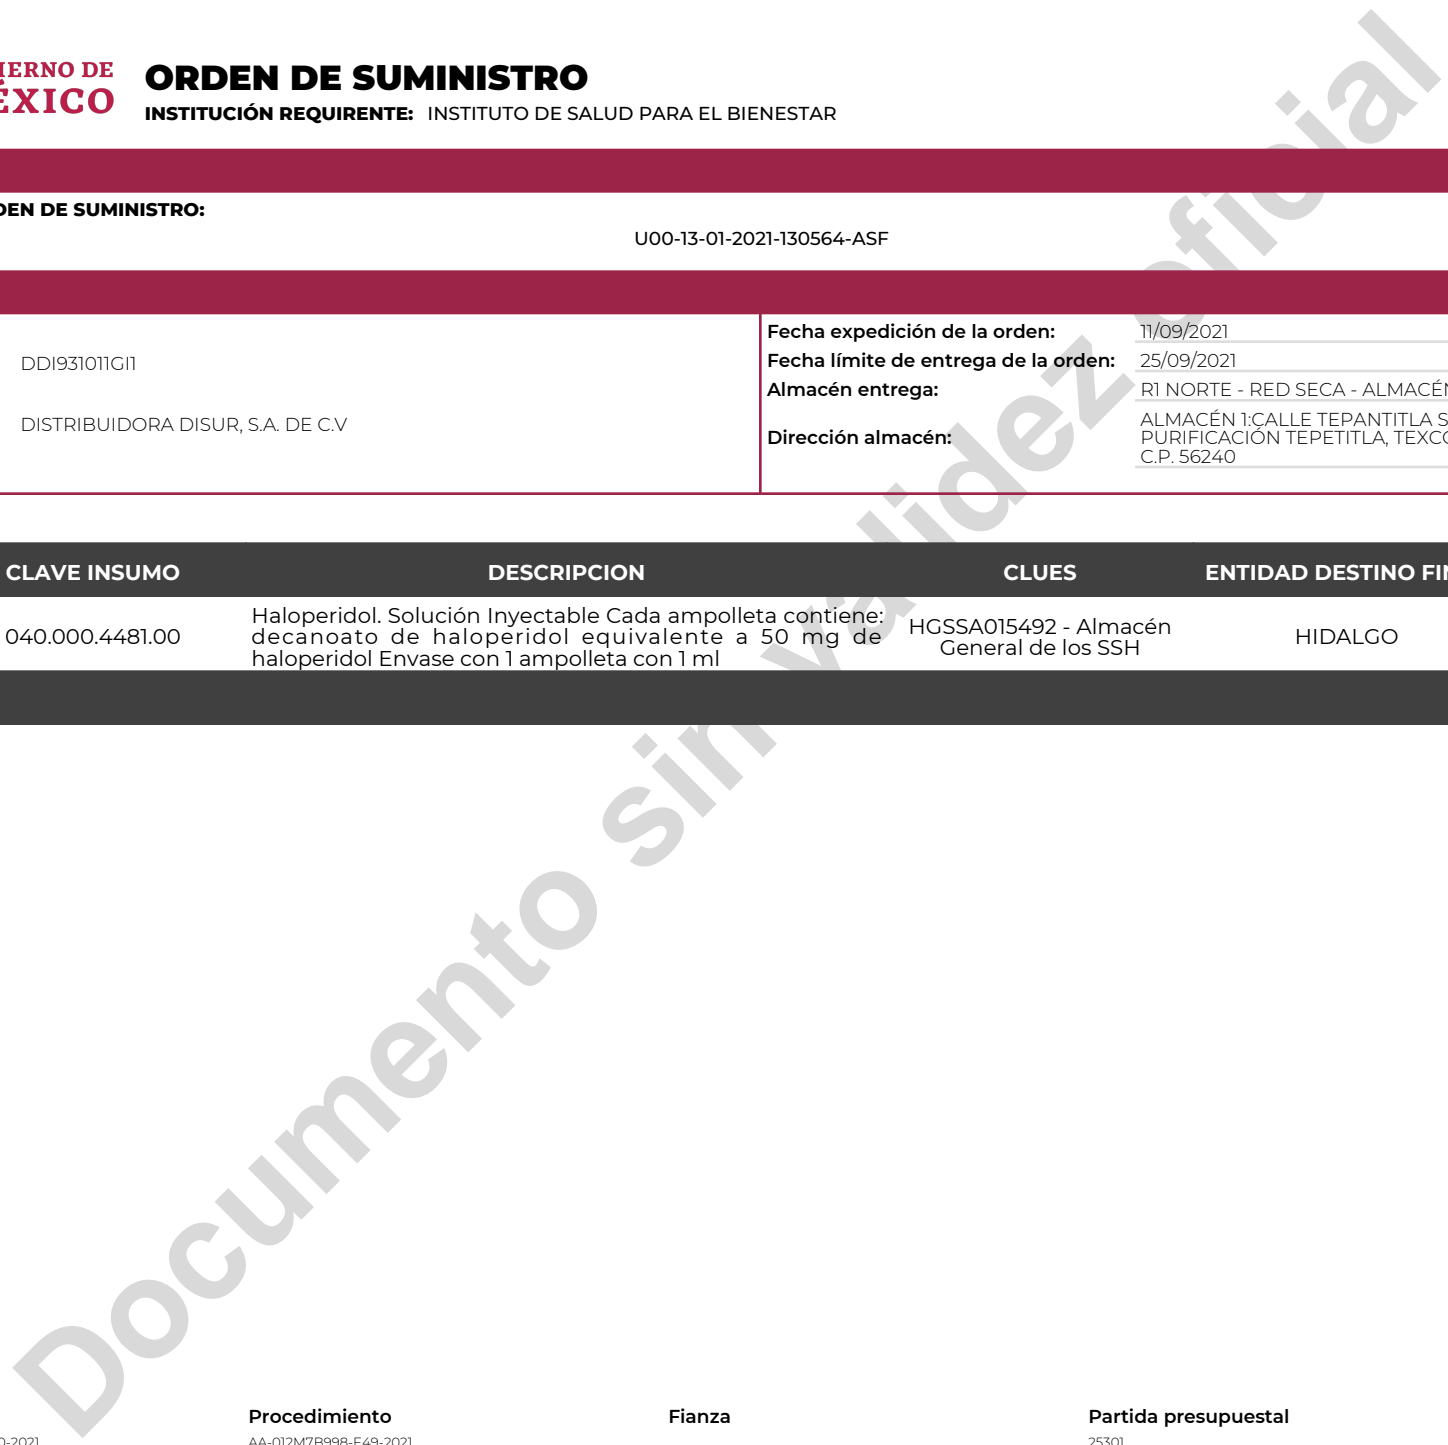 IERNO DE
ÉXICO
ORDEN DE SUMINISTRO
INSTITUCIÓN REQUIRENTE: INSTITUTO DE SALUD PARA EL BIENESTAR
DEN DE SUMINISTRO:
U00-13-01-2021-130564-ASF
DDI931011GI1
DISTRIBUIDORA DISUR, S.A. DE C.V
Fecha expedición de la orden: 11/09/2021
Fecha límite de entrega de la orden: 25/09/2021
Almacén entrega: R1 NORTE - RED SECA - ALMACÉN
Dirección almacén: ALMACÉN 1:CALLE TEPANTITLA S
PURIFICACIÓN TEPETITLA, TEXCO
C.P. 56240
CLAVE INSUMO DESCRIPCION CLUES ENTIDAD DESTINO FIN
040.000.4481.00
Haloperidol. Solución Inyectable Cada ampolleta contiene:
decanoato de haloperidol equivalente a 50 mg de
haloperidol Envase con 1 ampolleta con 1 ml
HGSSA015492 - Almacén
General de los SSH
HIDALGO
Documento sin validez oficial
Procedimiento Fianza Partida presupuestal
0-2021 AA-012M7B998-E49-2021 25301